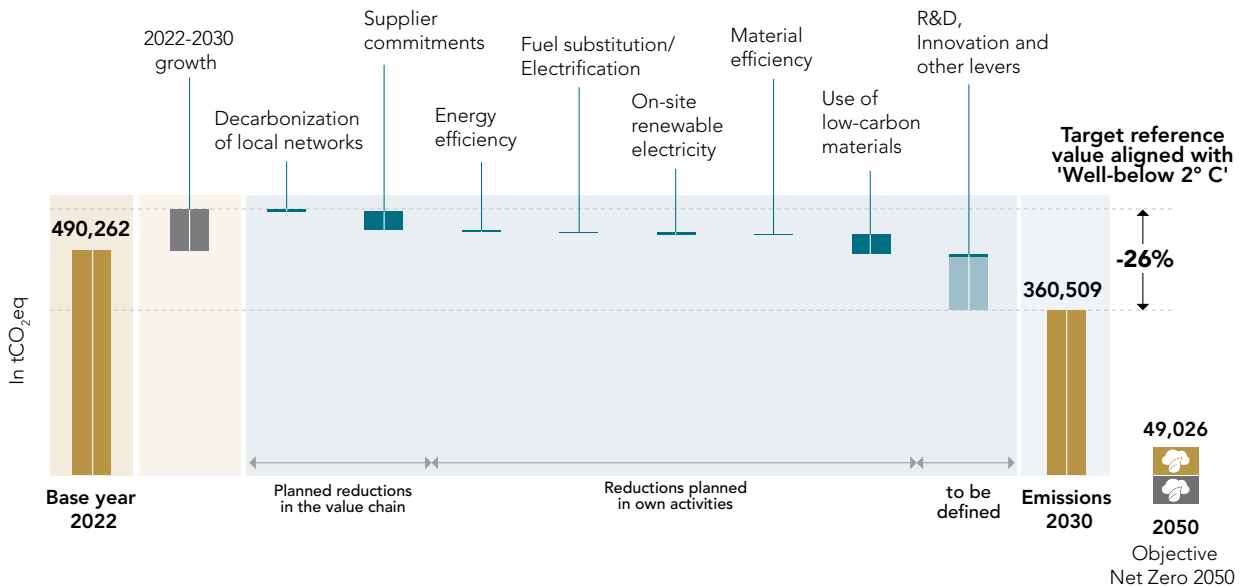 2022-2030
growth
Decarbonization
of local networks
Supplier
commitments
Energy
efficiency
Fuel substitution/
Electrification
On-site
renewable
electricity
Material
efficiency
Use of
low-carbon
materials
R&D,
Innovation and
other levers
Target reference
value aligned with
'Well-below 2° C'
490,262
-26%
360,509
In tCO₂eq
49,026
Base year
2022
Planned reductions
in the value chain
Reductions planned
in own activities
to be
defined
Emissions
2030
2050
Objective
Net Zero 2050